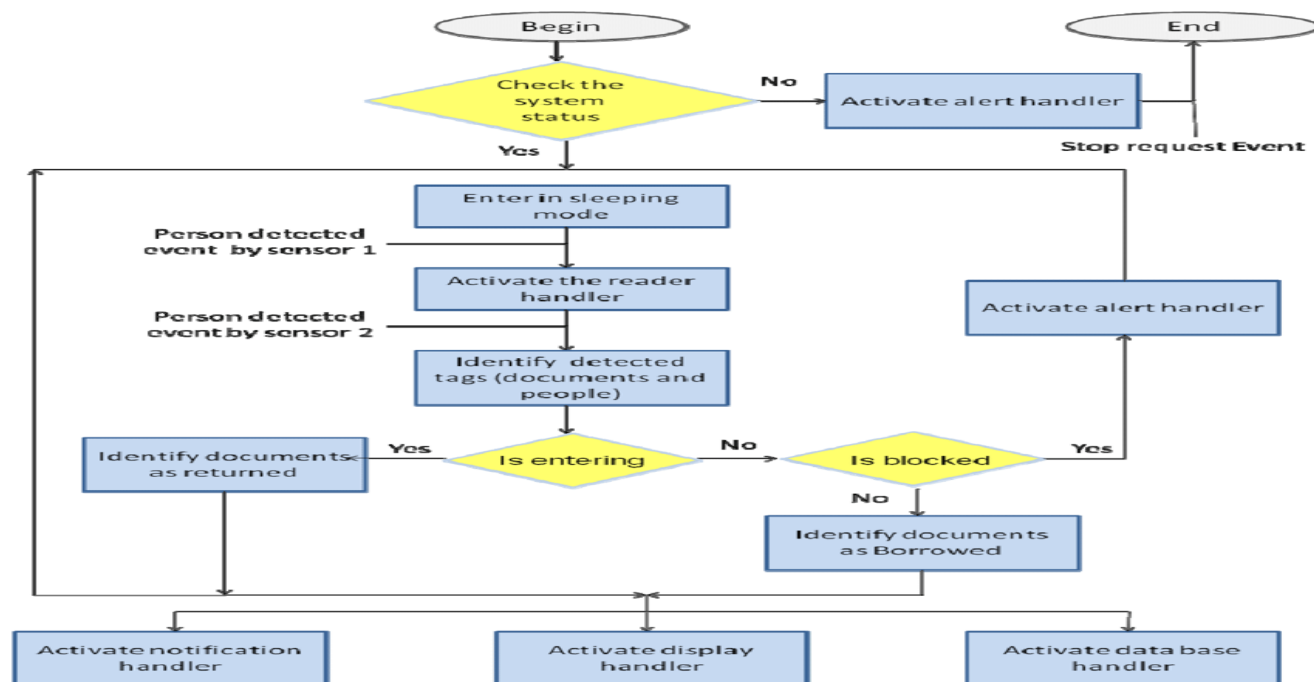 Begin
End
Check the
system
status
No
Activate alert handler
Stop request Event
Yes
Enter in sleeping
mode
Person detected
event by sensor 1
Activate the reader
handler
Activate alert handler
Person detected
event by sensor 2
Identify detected
tags (documents and
people)
Identify documents
as returned
Yes
Is entering
No
Is blocked
Yes
No
Identify documents
as Borrowed
Activate notification
handler
Activate display
handler
Activate data base
handler